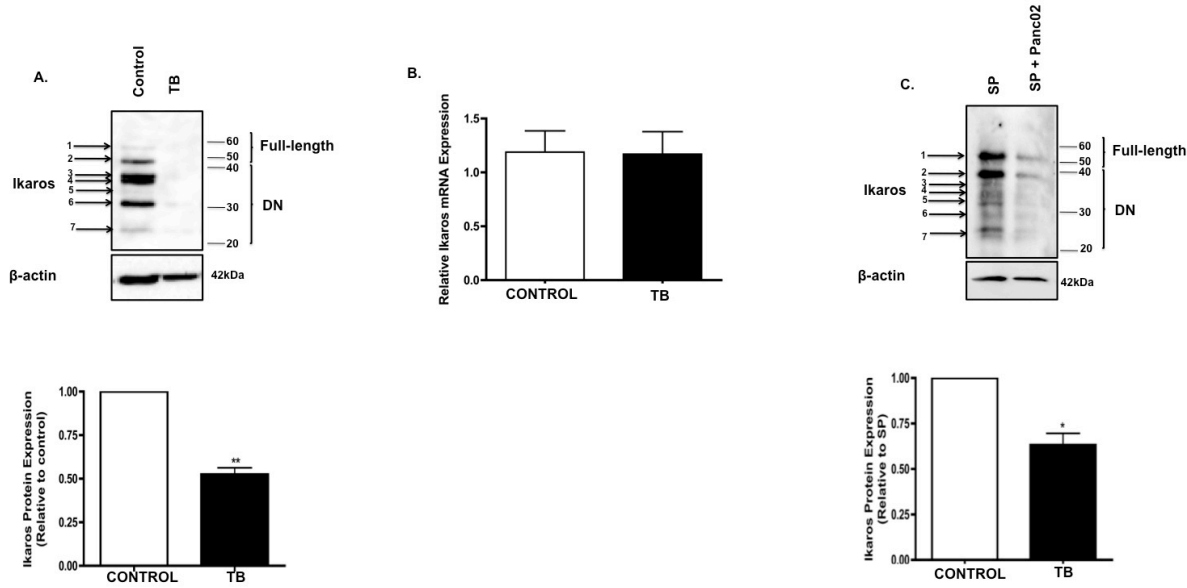 A.
Control
TB
Ikaros
1
2
3
4
5
6
7
60
50
40
30
20
Full-length
DN
β-actin
42kDa
Ikaros Protein Expression
(Relative to control)
1.00
0.75
0.50
0.25
0.00
**
CONTROL
TB
B.
Relative Ikaros mRNA Expression
1.5
1.0
0.5
0.0
CONTROL
TB
C.
SP
SP + Panc02
Ikaros
1
2
3
4
5
6
7
60
50
40
30
20
Full-length
DN
β-actin
42kDa
Ikaros Protein Expression
(Relative to SP)
1.00
0.75
0.50
0.25
0.00
*
CONTROL
TB